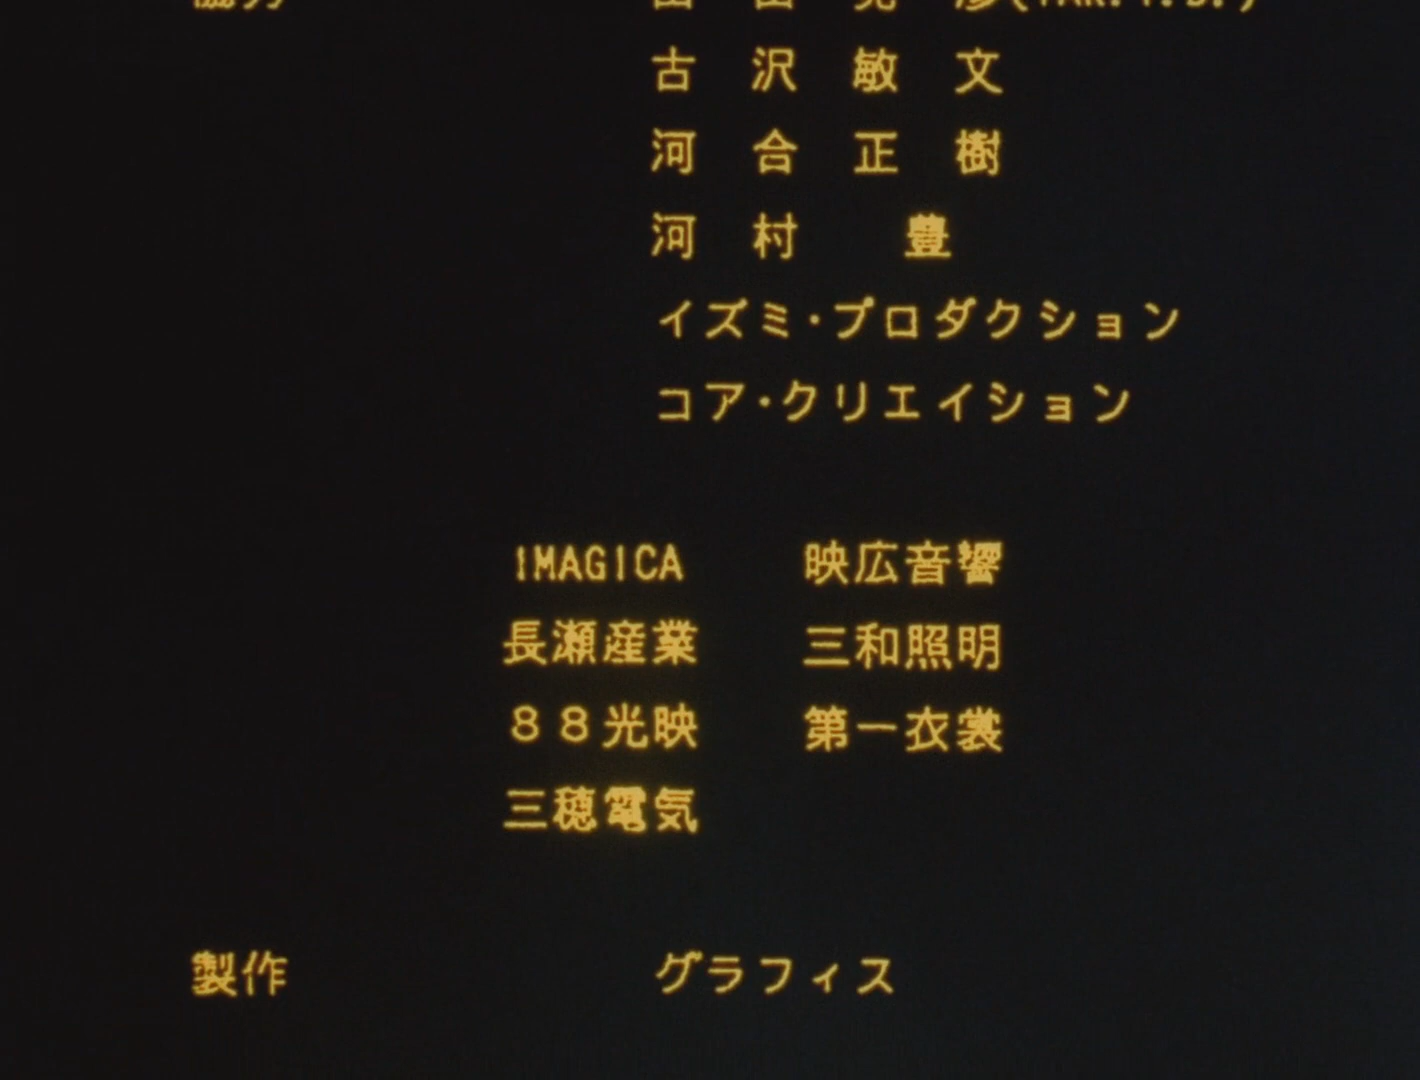 協力
古沢敏文
河合正樹
河村 豊
イズミ・プロダクション
コア・クリエイション
IMAGICA 映広音響
長瀬産業 三和照明
88光映 第一衣裳
三穂電気
製作 グラフィス